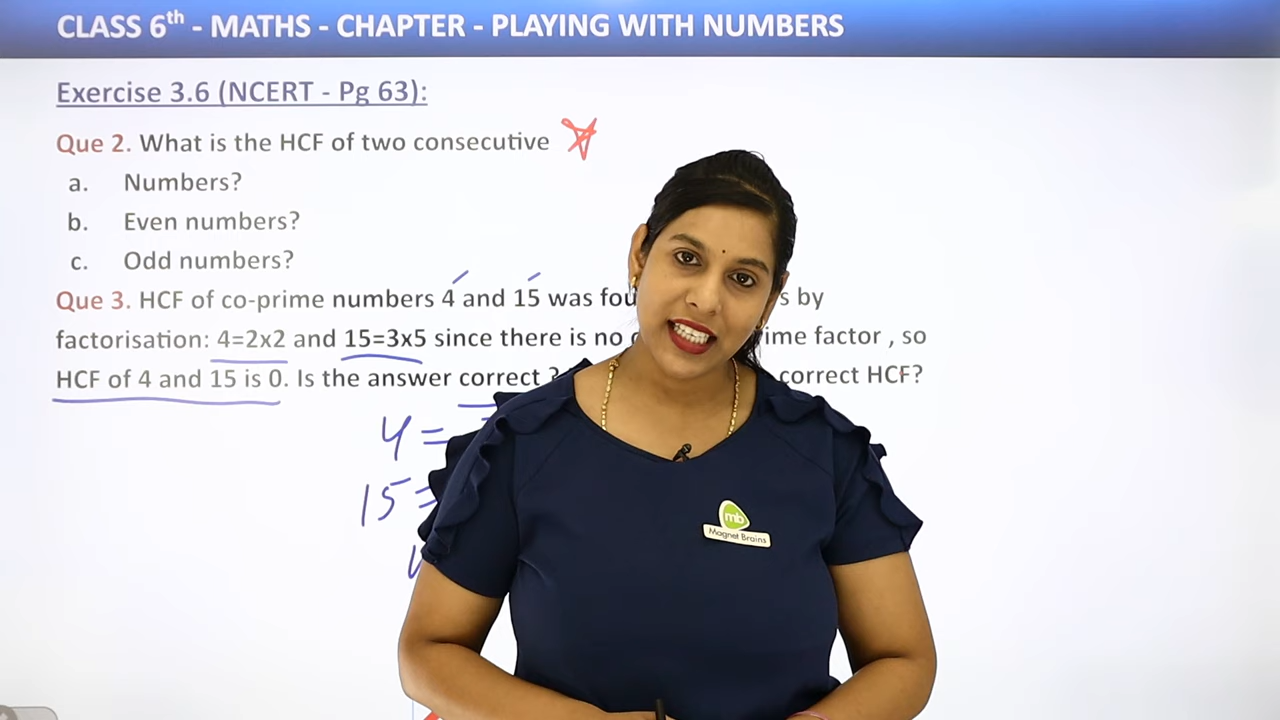 CLASS 6th - MATHS - CHAPTER - PLAYING WITH NUMBERS
Exercise 3.6 (NCERT - Pg 63):
Que 2. What is the HCF of two consecutive
a. Numbers?
b. Even numbers?
c. Odd numbers?
Que 3. HCF of co-prime numbers 4 and 15 was by
factorisation: 4=2x2 and 15=3x5 since there is no factor , so
HCF of 4 and 15 is 0. Is the answer correct ? correct HCF?
4 =
15 =
mb
Magnet Brains